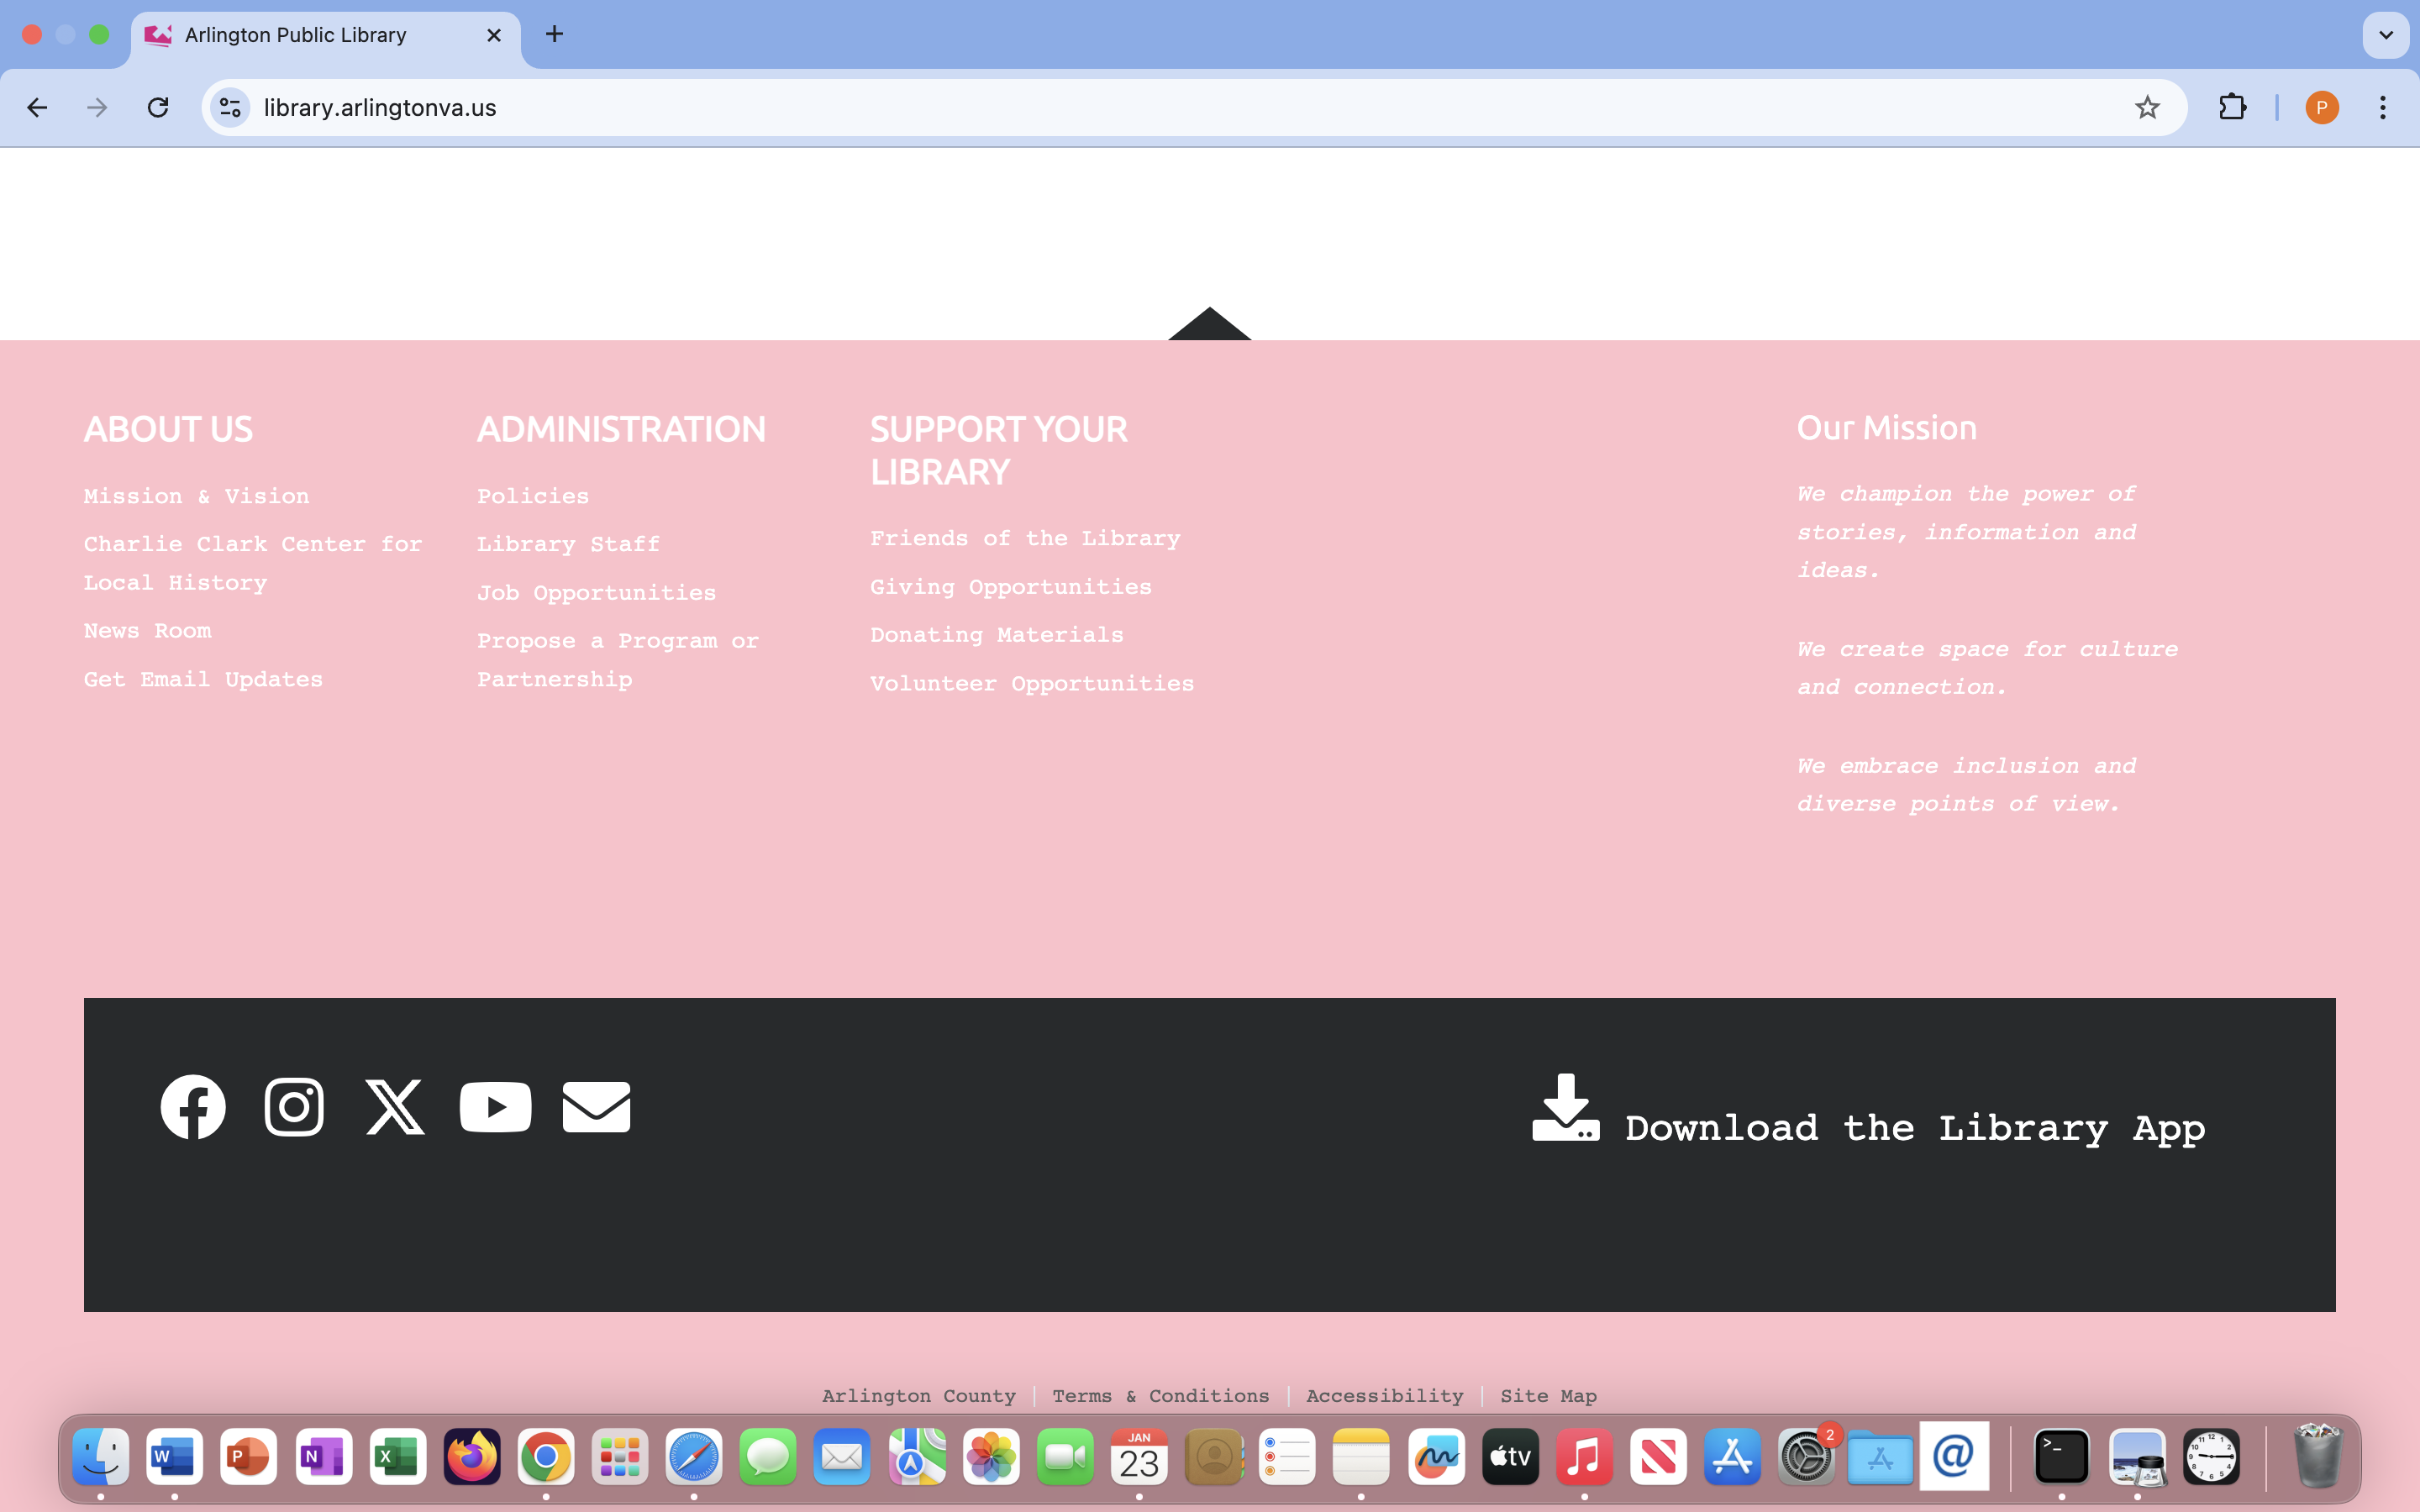 Arlington Public Library
library.arlingtonva.us
P
ABOUT US
Mission & Vision
Charlie Clark Center for
Local History
News Room
Get Email Updates
ADMINISTRATION
Policies
Library Staff
Job Opportunities
Propose a Program or
Partnership
SUPPORT YOUR
LIBRARY
Friends of the Library
Giving Opportunities
Donating Materials
Volunteer Opportunities
Our Mission
We champion the power of
stories, information and
ideas.
We create space for culture
and connection.
We embrace inclusion and
diverse points of view.
Download the Library App
Arlington County | Terms & Conditions | Accessibility | Site Map
W
P
N
X
JAN
23
tv
2
@
>_